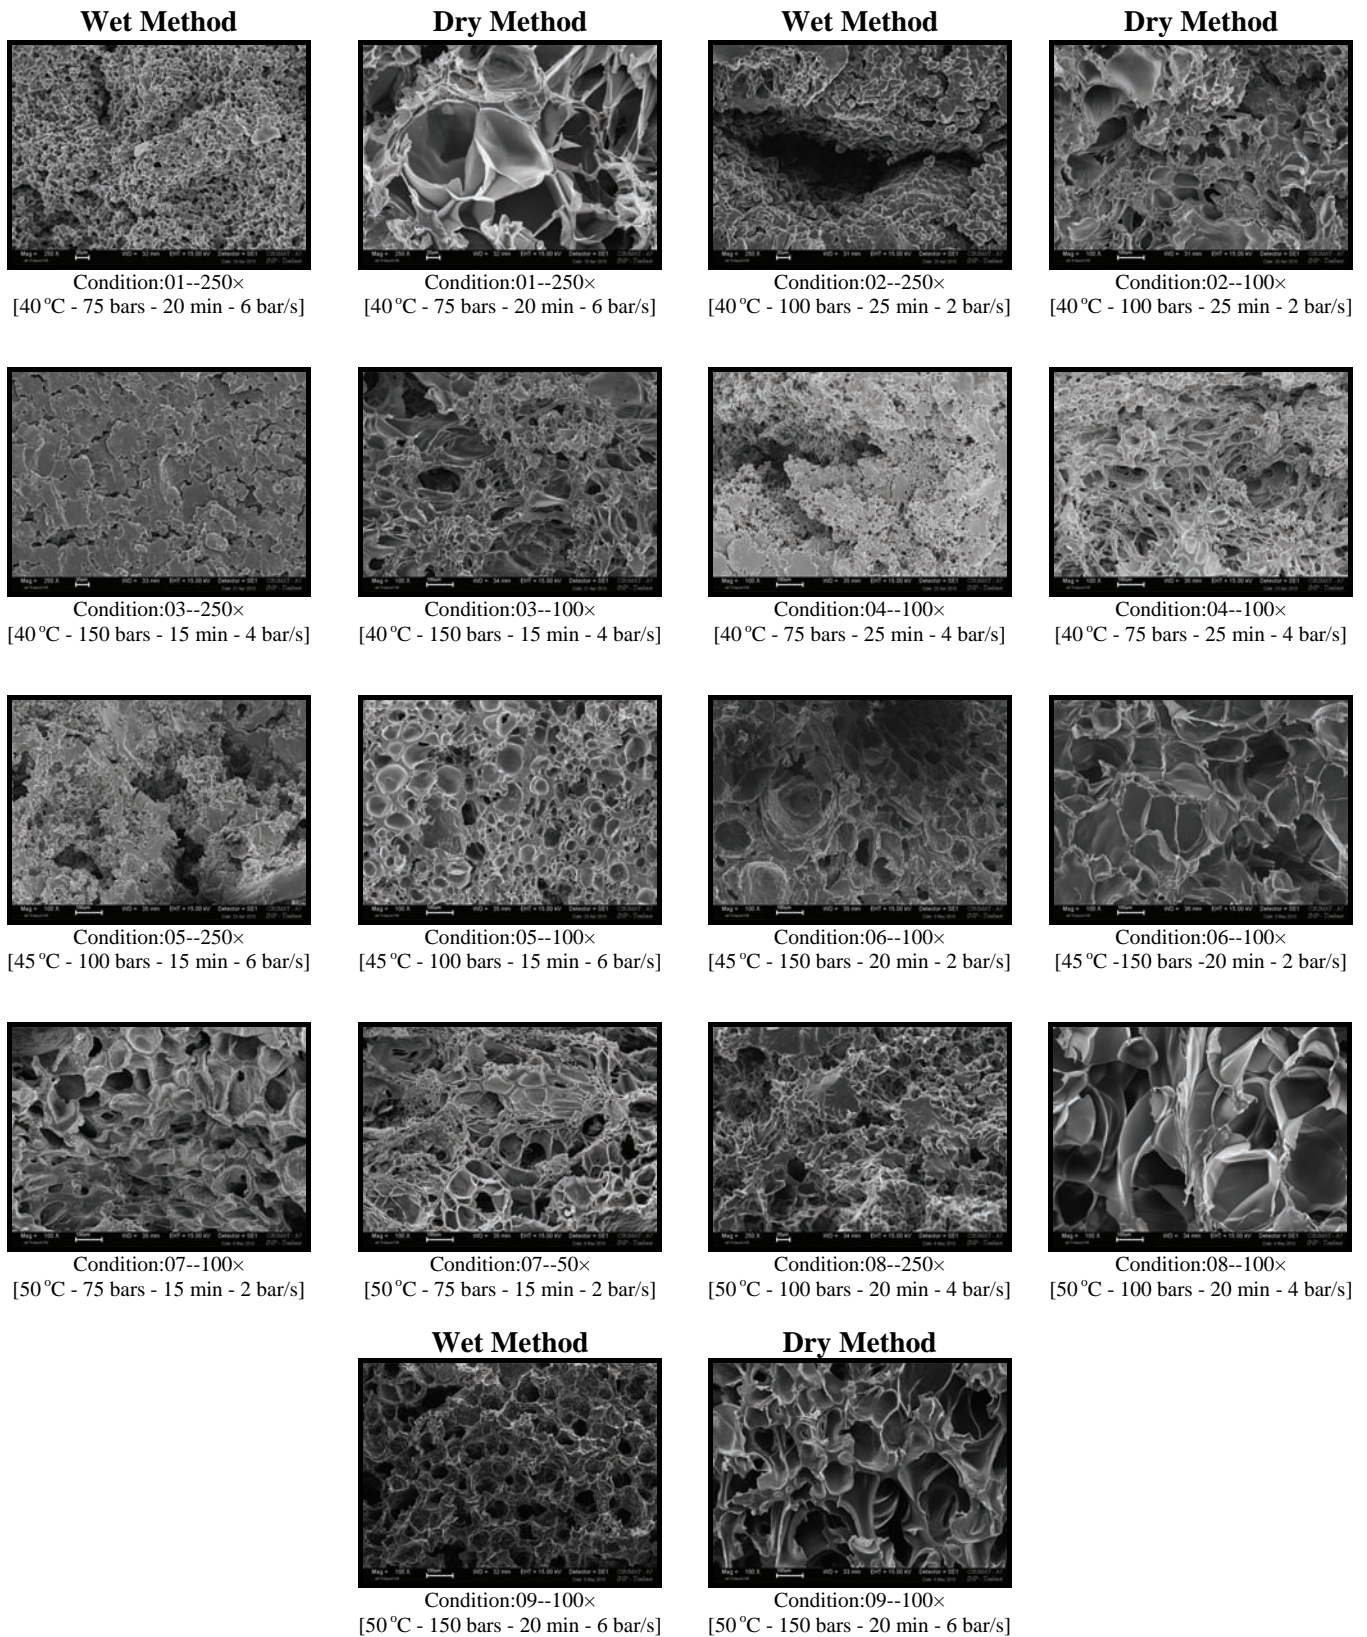 Wet Method
Dry Method
Wet Method
Dry Method
Condition:01--250×
[40 °C - 75 bars - 20 min - 6 bar/s]
Condition:01--250×
[40 °C - 75 bars - 20 min - 6 bar/s]
Condition:02--250×
[40 °C - 100 bars - 25 min - 2 bar/s]
Condition:02--100×
[40 °C - 100 bars - 25 min - 2 bar/s]
Condition:03--250×
[40 °C - 150 bars - 15 min - 4 bar/s]
Condition:03--100×
[40 °C - 150 bars - 15 min - 4 bar/s]
Condition:04--100×
[40 °C - 75 bars - 25 min - 4 bar/s]
Condition:04--100×
[40 °C - 75 bars - 25 min - 4 bar/s]
Condition:05--250×
[45 °C - 100 bars - 15 min - 6 bar/s]
Condition:05--100×
[45 °C - 100 bars - 15 min - 6 bar/s]
Condition:06--100×
[45 °C - 150 bars - 20 min - 2 bar/s]
Condition:06--100×
[45 °C -150 bars -20 min - 2 bar/s]
Condition:07--100×
[50 °C - 75 bars - 15 min - 2 bar/s]
Condition:07--50×
[50 °C - 75 bars - 15 min - 2 bar/s]
Condition:08--250×
[50 °C - 100 bars - 20 min - 4 bar/s]
Condition:08--100×
[50 °C - 100 bars - 20 min - 4 bar/s]
Wet Method
Dry Method
Condition:09--100×
[50 °C - 150 bars - 20 min - 6 bar/s]
Condition:09--100×
[50 °C - 150 bars - 20 min - 6 bar/s]